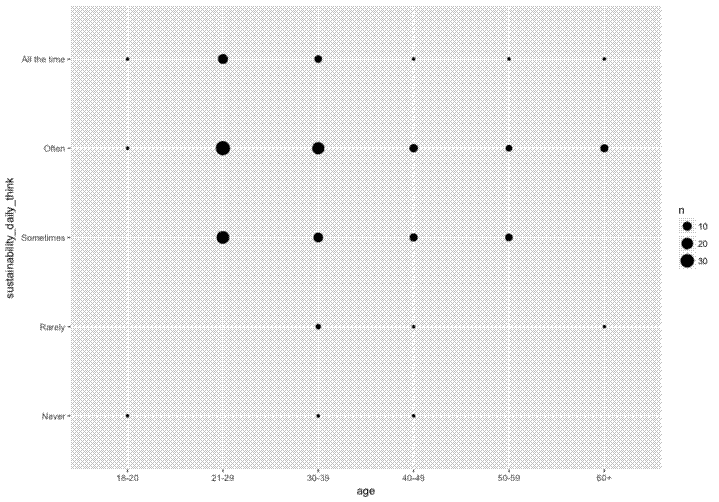 sustainability_daily_think
All the time
Often
Sometimes
Rarely
Never
18-20
21-29
30-39
40-49
50-59
60+
age
n
10
20
30